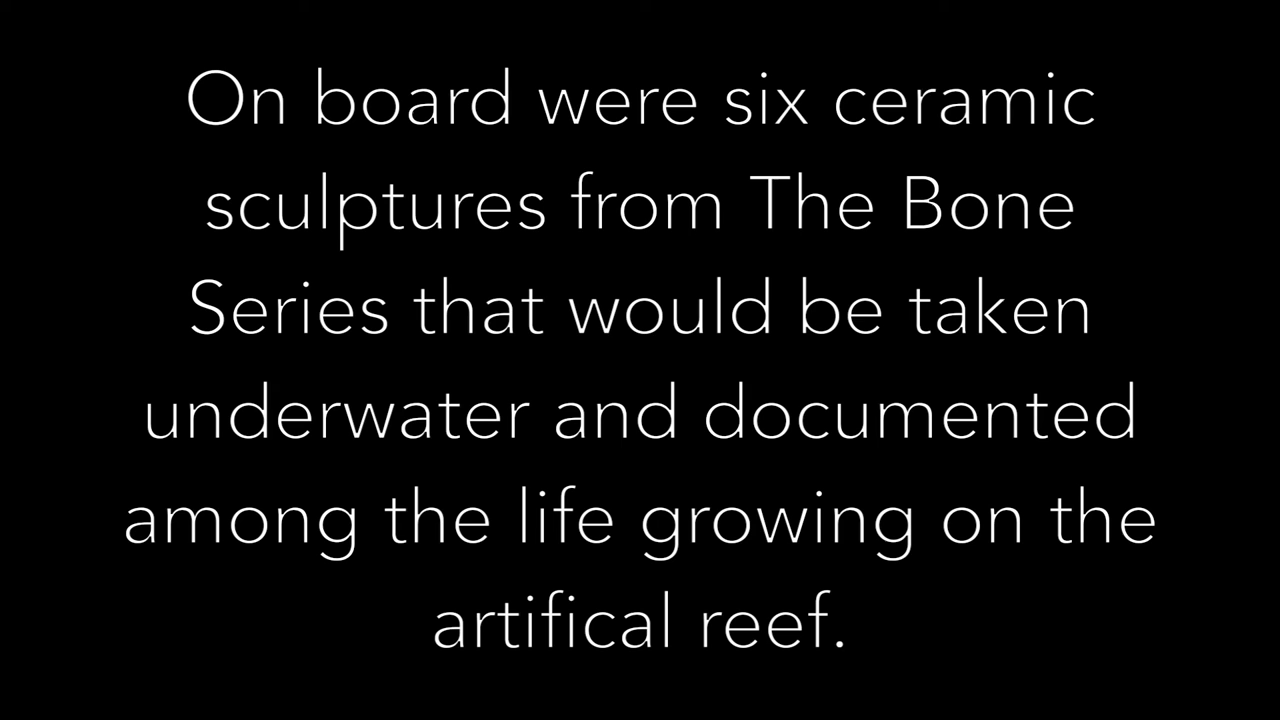 On board were six ceramic
sculptures from The Bone
Series that would be taken
underwater and documented
among the life growing on the
artifical reef.